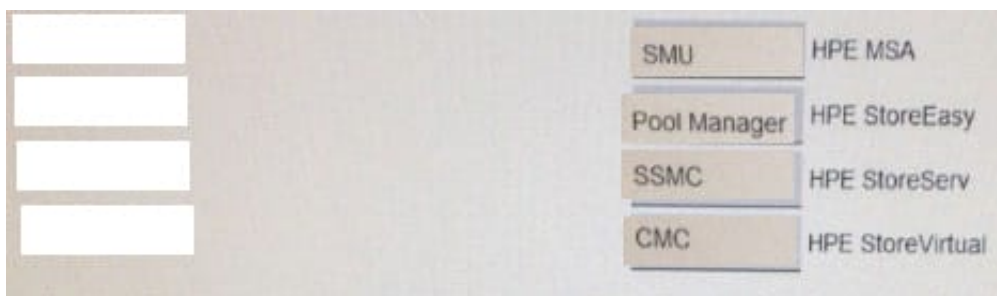 SMU HPE MSA
Pool Manager HPE StoreEasy
SSMC HPE StoreServ
CMC HPE StoreVirtual